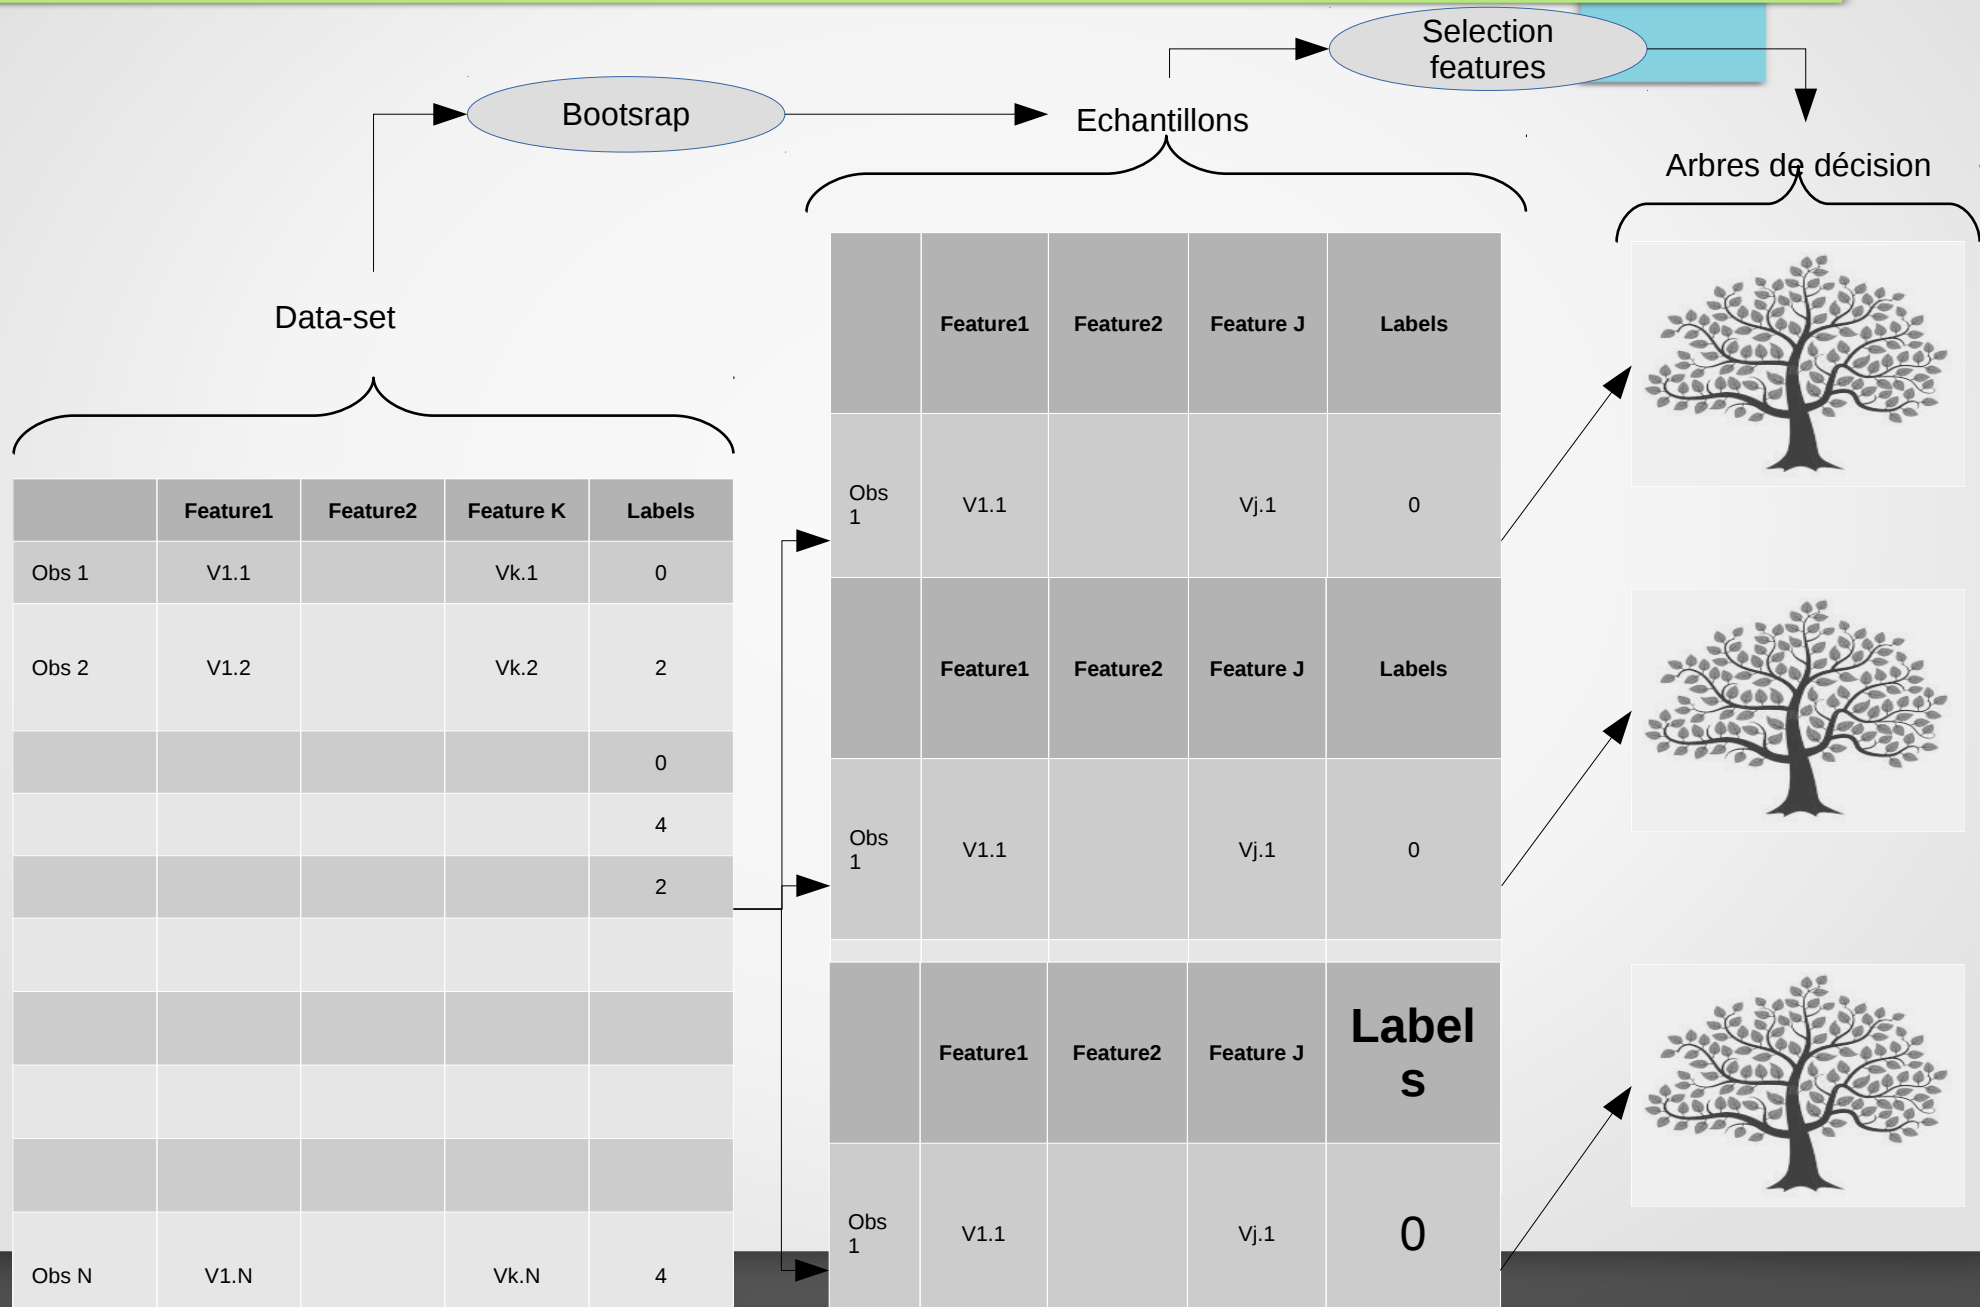 Selection
features
Bootsrap
Echantillons
Arbres de décision
Data-set
Feature1 Feature2 Feature K Labels
Obs 1 V1.1 Vk.1 0
Obs 2 V1.2 Vk.2 2
0
4
2
Obs N V1.N Vk.N 4
Feature1 Feature2 Feature J Labels
Obs
1
V1.1 Vj.1 0
Feature1 Feature2 Feature J Labels
Obs
1
V1.1 Vj.1 0
Feature1 Feature2 Feature J
Label
s
Obs
1
V1.1 Vj.1 0